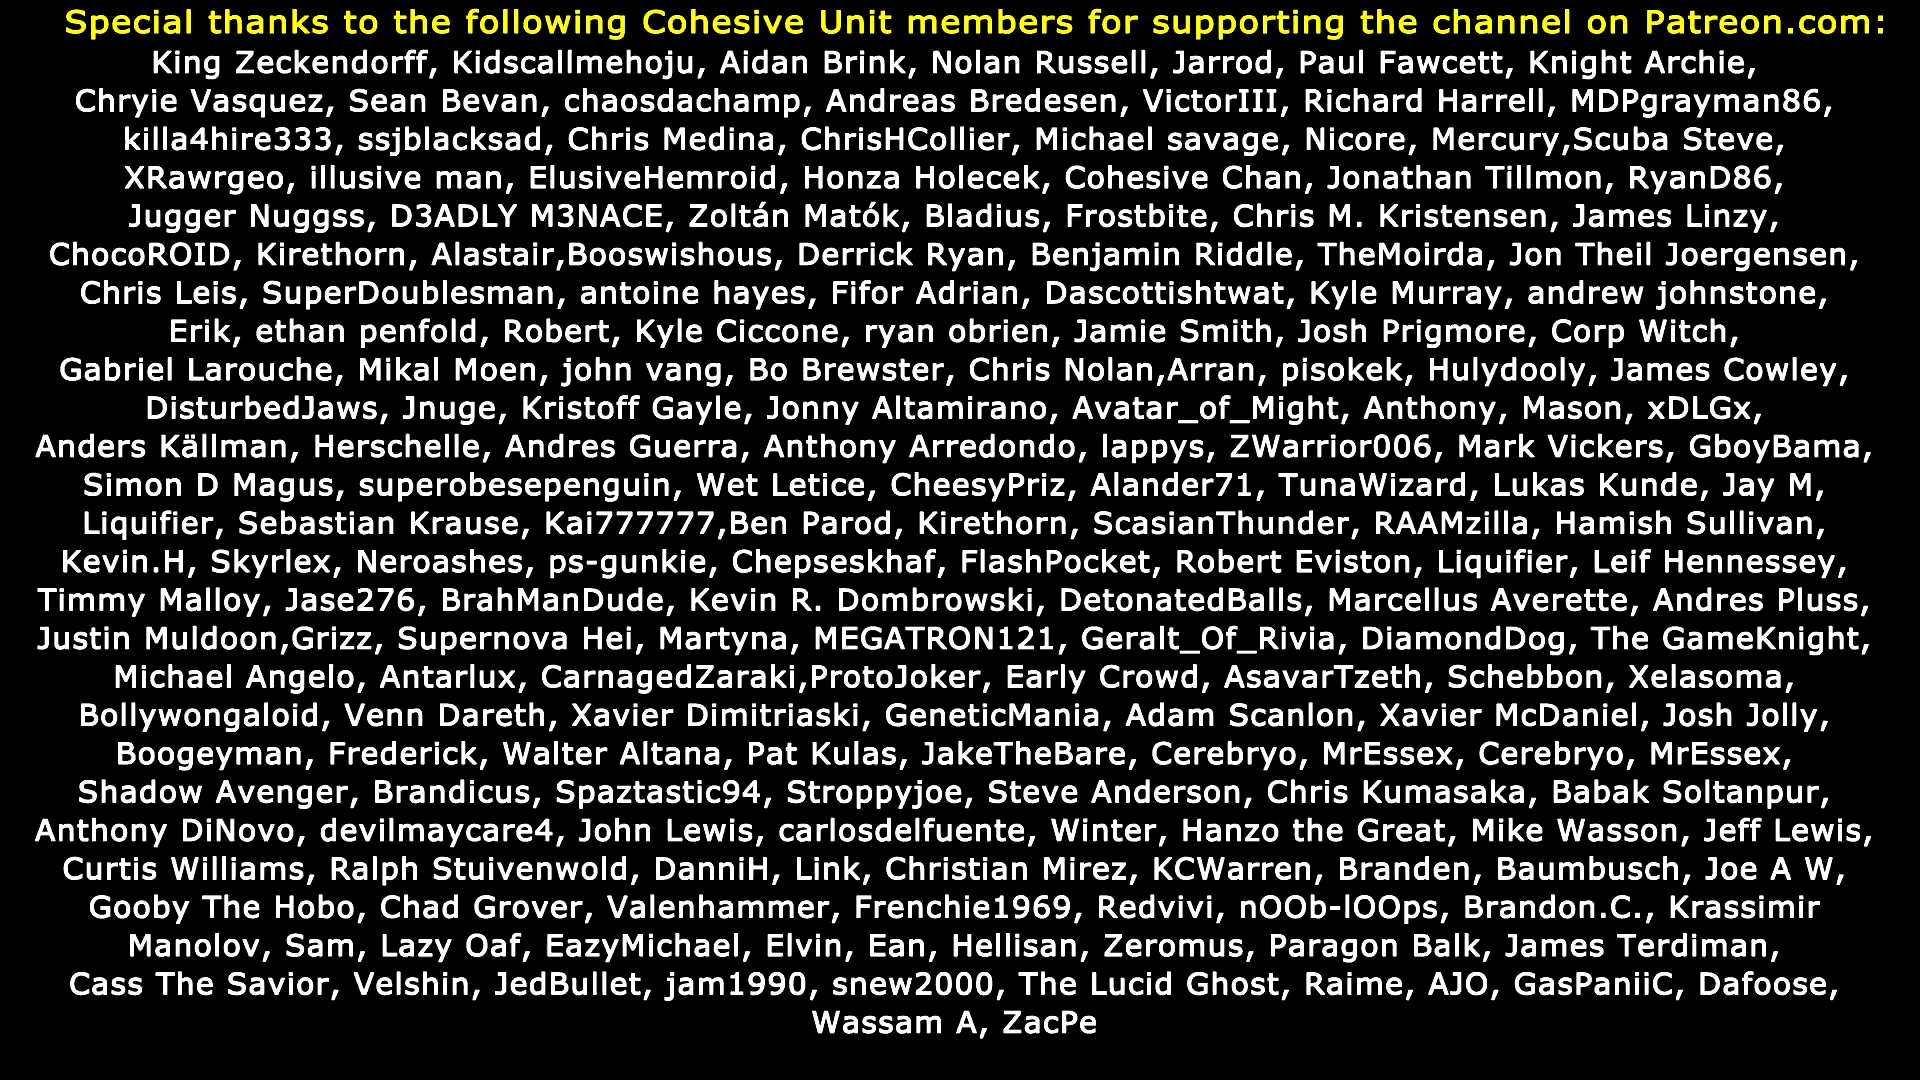 Special thanks to the following Cohesive Unit members for supporting the channel on Patreon.com:
King Zeckendorff, Kidscallmehoju, Aidan Brink, Nolan Russell, Jarrod, Paul Fawcett, Knight Archie,
Chryie Vasquez, Sean Bevan, chaosdachamp, Andreas Bredesen, VictorIII, Richard Harrell, MDPgrayman86,
killa4hire333, ssjblacksad, Chris Medina, ChrisHCollier, Michael savage, Nicore, Mercury,Scuba Steve,
XRawrgeo, illusive man, ElusiveHemroid, Honza Holecek, Cohesive Chan, Jonathan Tillmon, RyanD86,
Jugger Nuggss, D3ADLY M3NACE, Zoltán Matók, Bladius, Frostbite, Chris M. Kristensen, James Linzy,
ChocoROID, Kirethorn, Alastair,Booswishous, Derrick Ryan, Benjamin Riddle, TheMoirda, Jon Theil Joergensen,
Chris Leis, SuperDoublesman, antoine hayes, Fifor Adrian, Dascottishtwat, Kyle Murray, andrew johnstone,
Erik, ethan penfold, Robert, Kyle Ciccone, ryan obrien, Jamie Smith, Josh Prigmore, Corp Witch,
Gabriel Larouche, Mikal Moen, john vang, Bo Brewster, Chris Nolan,Arran, pisokek, Hulydooly, James Cowley,
DisturbedJaws, Jnuge, Kristoff Gayle, Jonny Altamirano, Avatar_of_Might, Anthony, Mason, xDLGx,
Anders Källman, Herschelle, Andres Guerra, Anthony Arredondo, lappys, ZWarrior006, Mark Vickers, GboyBama,
Simon D Magus, superobesepenguin, Wet Letice, CheesyPriz, Alander71, TunaWizard, Lukas Kunde, Jay M,
Liquifier, Sebastian Krause, Kai777777,Ben Parod, Kirethorn, ScasianThunder, RAAMzilla, Hamish Sullivan,
Kevin.H, Skyrlex, Neroashes, ps-gunkie, Chepseskhaf, FlashPocket, Robert Eviston, Liquifier, Leif Hennessey,
Timmy Malloy, Jase276, BrahManDude, Kevin R. Dombrowski, DetonatedBalls, Marcellus Averette, Andres Pluss,
Justin Muldoon,Grizz, Supernova Hei, Martyna, MEGATRON121, Geralt_Of_Rivia, DiamondDog, The GameKnight,
Michael Angelo, Antarlux, CarnagedZaraki,ProtoJoker, Early Crowd, AsavarTzeth, Schebbon, Xelasoma,
Bollywongaloid, Venn Dareth, Xavier Dimitriaski, GeneticMania, Adam Scanlon, Xavier McDaniel, Josh Jolly,
Boogeyman, Frederick, Walter Altana, Pat Kulas, JakeTheBare, Cerebryo, MrEssex, Cerebryo, MrEssex,
Shadow Avenger, Brandicus, Spaztastic94, Stroppyjoe, Steve Anderson, Chris Kumasaka, Babak Soltanpur,
Anthony DiNovo, devilmaycare4, John Lewis, carlosdelfuente, Winter, Hanzo the Great, Mike Wasson, Jeff Lewis,
Curtis Williams, Ralph Stuivenwold, DanniH, Link, Christian Mirez, KCWarren, Branden, Baumbusch, Joe A W,
Gooby The Hobo, Chad Grover, Valenhammer, Frenchie1969, Redvivi, nOOb-lOOps, Brandon.C., Krassimir
Manolov, Sam, Lazy Oaf, EazyMichael, Elvin, Ean, Hellisan, Zeromus, Paragon Balk, James Terdiman,
Cass The Savior, Velshin, JedBullet, jam1990, snew2000, The Lucid Ghost, Raime, AJO, GasPaniiC, Dafoose,
Wassam A, ZacPe